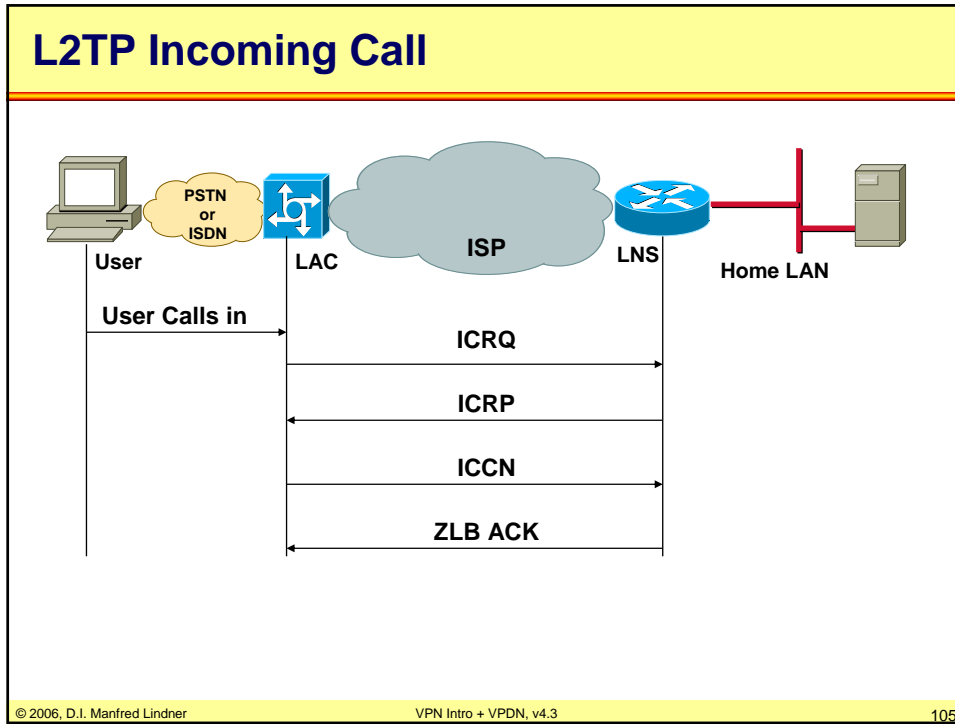 L2TP Incoming Call
PSTN
or
ISDN
ISP
User
LAC
LNS
Home LAN
User Calls in
ICRQ
ICRP
ICCN
ZLB ACK
© 2006, D.I. Manfred Lindner
VPN Intro + VPDN, v4.3
105